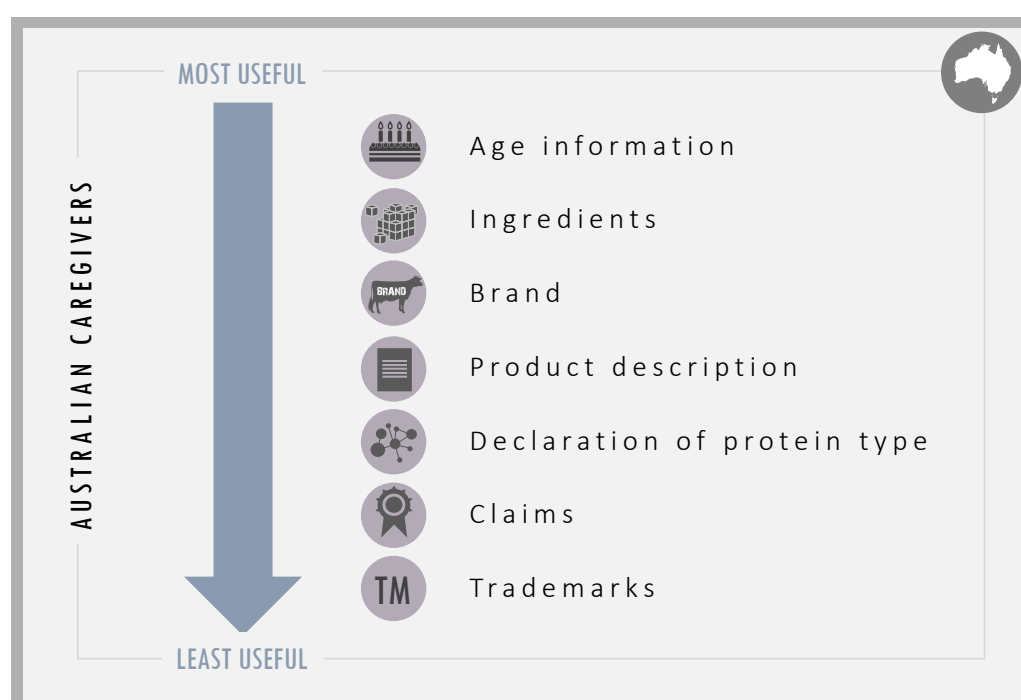 MOST USEFUL
AUSTRALIAN CAREGIVERS
Age information
Ingredients
BRAND
Brand
Product description
Declaration of protein type
Claims
TM
Trademarks
LEAST USEFUL